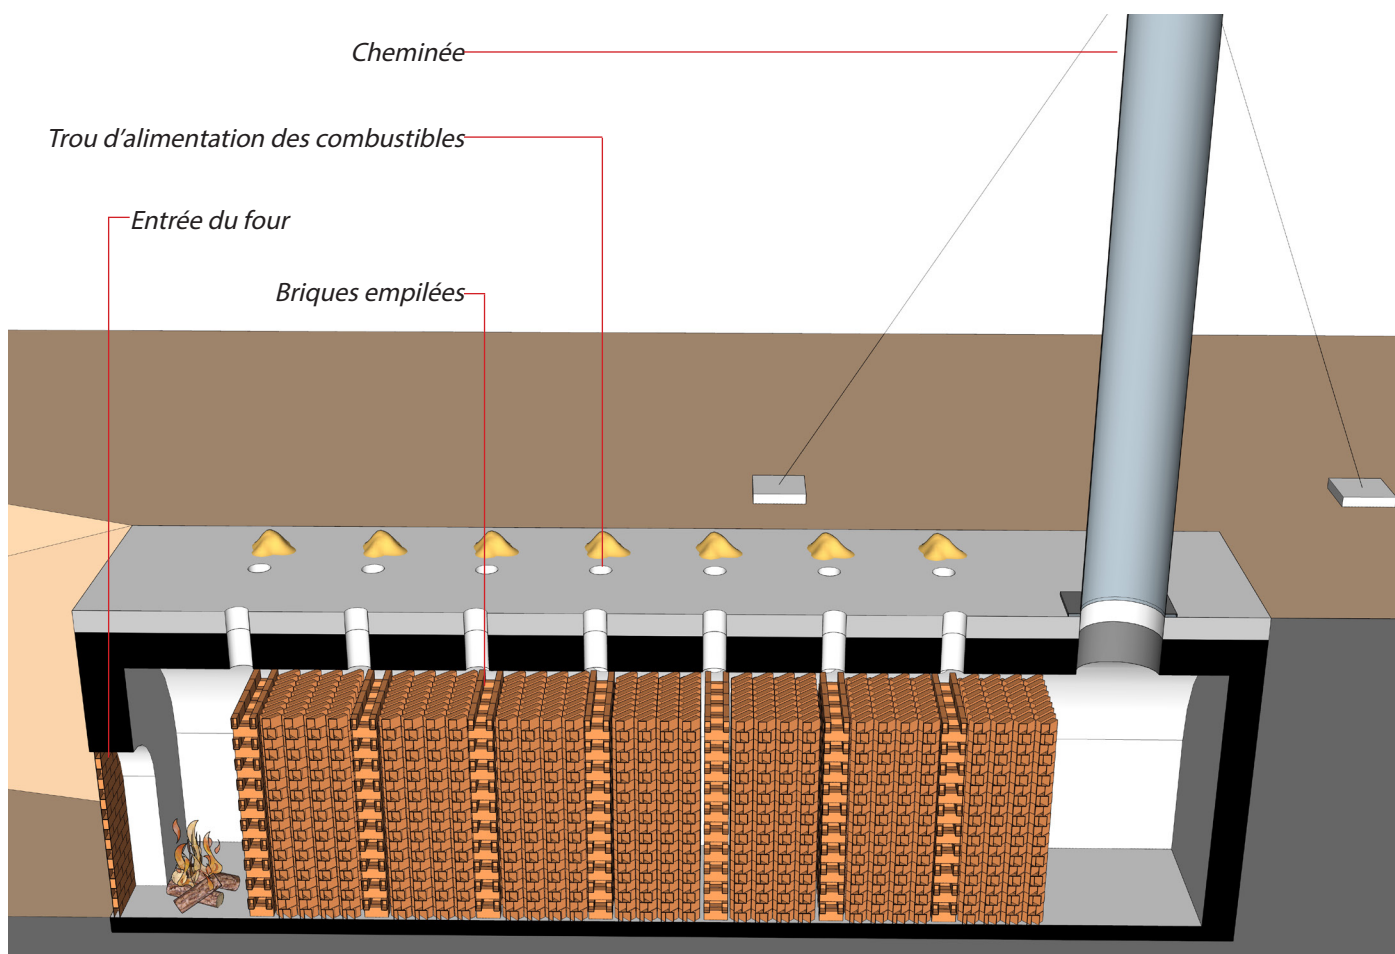 Cheminée
Trou d’alimentation des combustibles
Entrée du four
Briques empilées